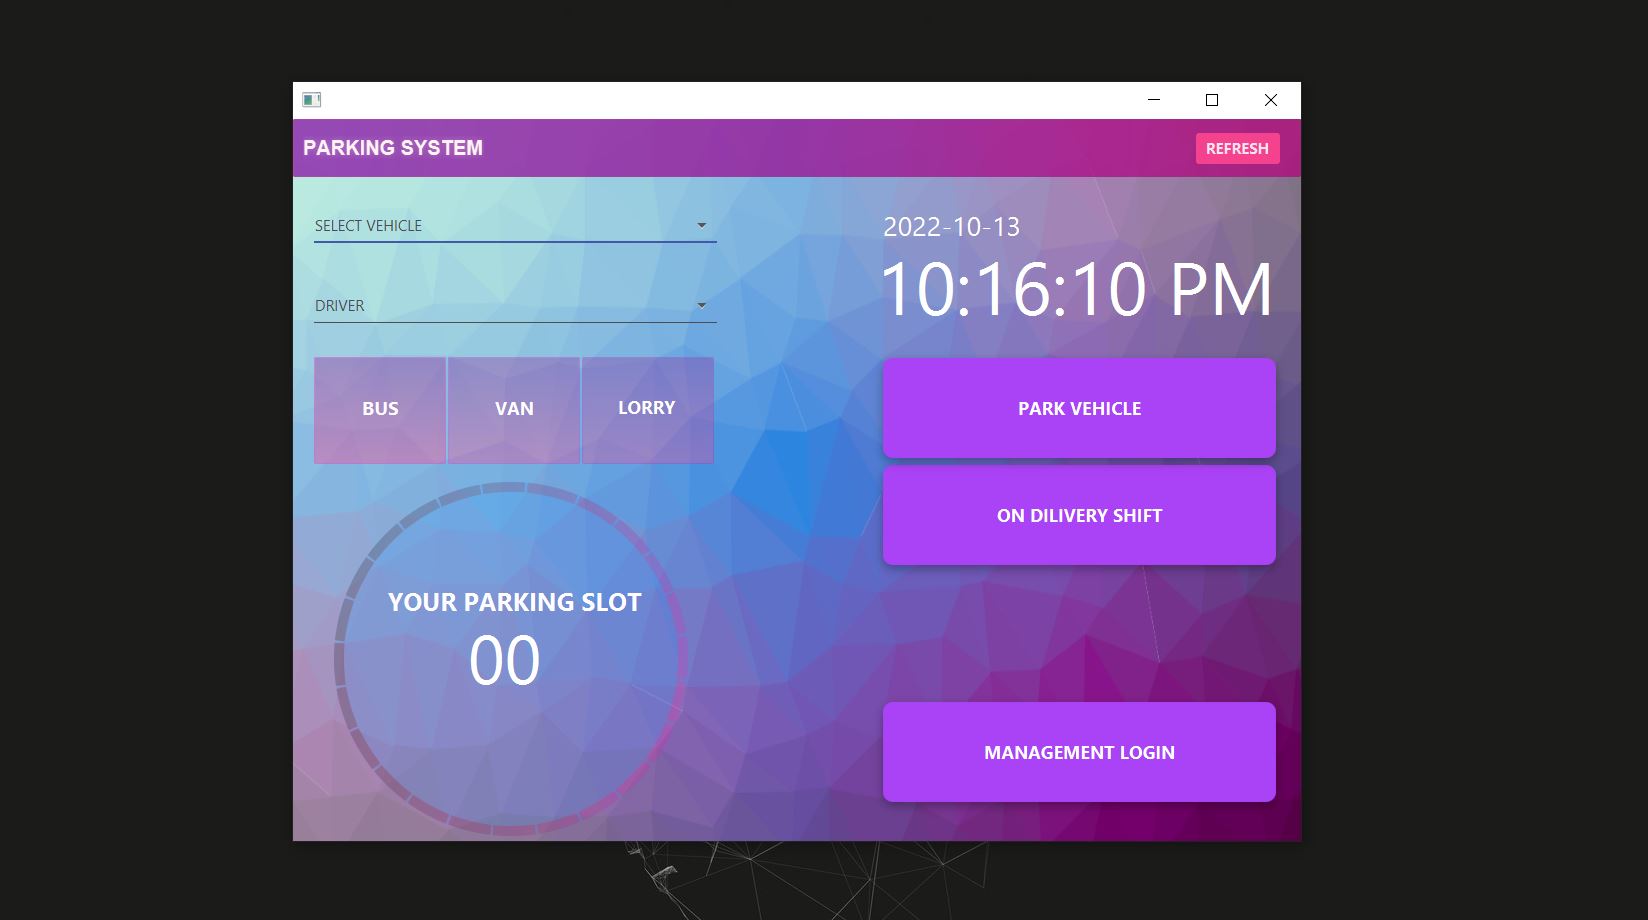 PARKING SYSTEM
REFRESH
SELECT VEHICLE
DRIVER
BUS
VAN
LORRY
YOUR PARKING SLOT
00
2022-10-13
10:16:10 PM
PARK VEHICLE
ON DILIVERY SHIFT
MANAGEMENT LOGIN